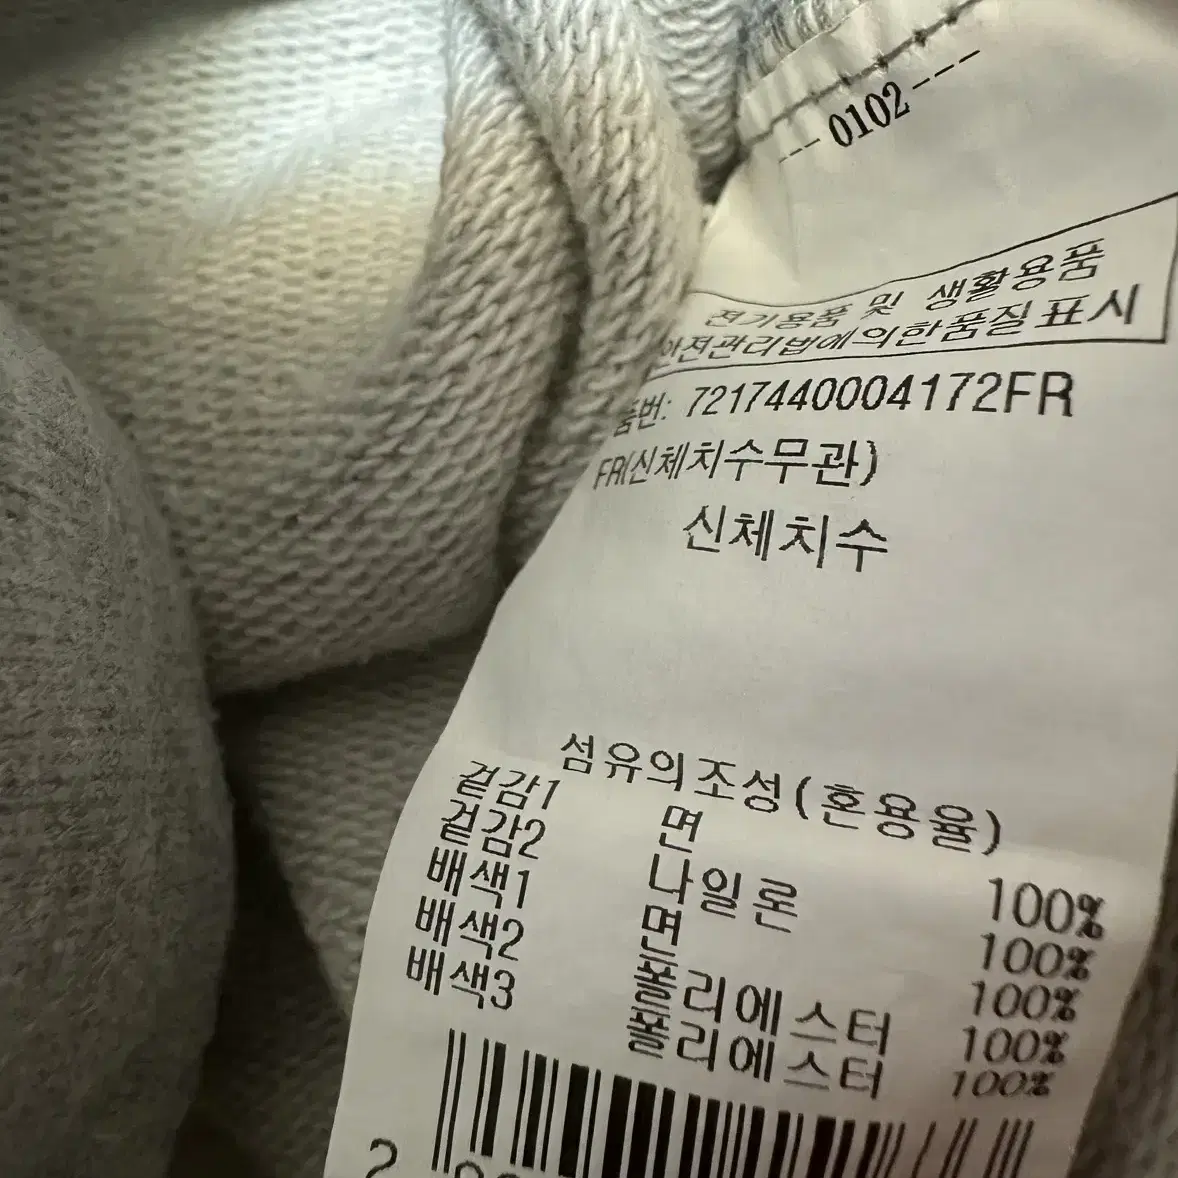 ---0102---
전기용품 및 생활용품
안전관리법에의한품질표시
품번: 7217440004172FR
FR(신체치수무관)
신체치수
섬유의조성(혼용율)
겉감1 면 100%
겉감2 나일론 100%
배색1 면 100%
배색2 폴리에스터 100%
배색3 폴리에스터 100%
2